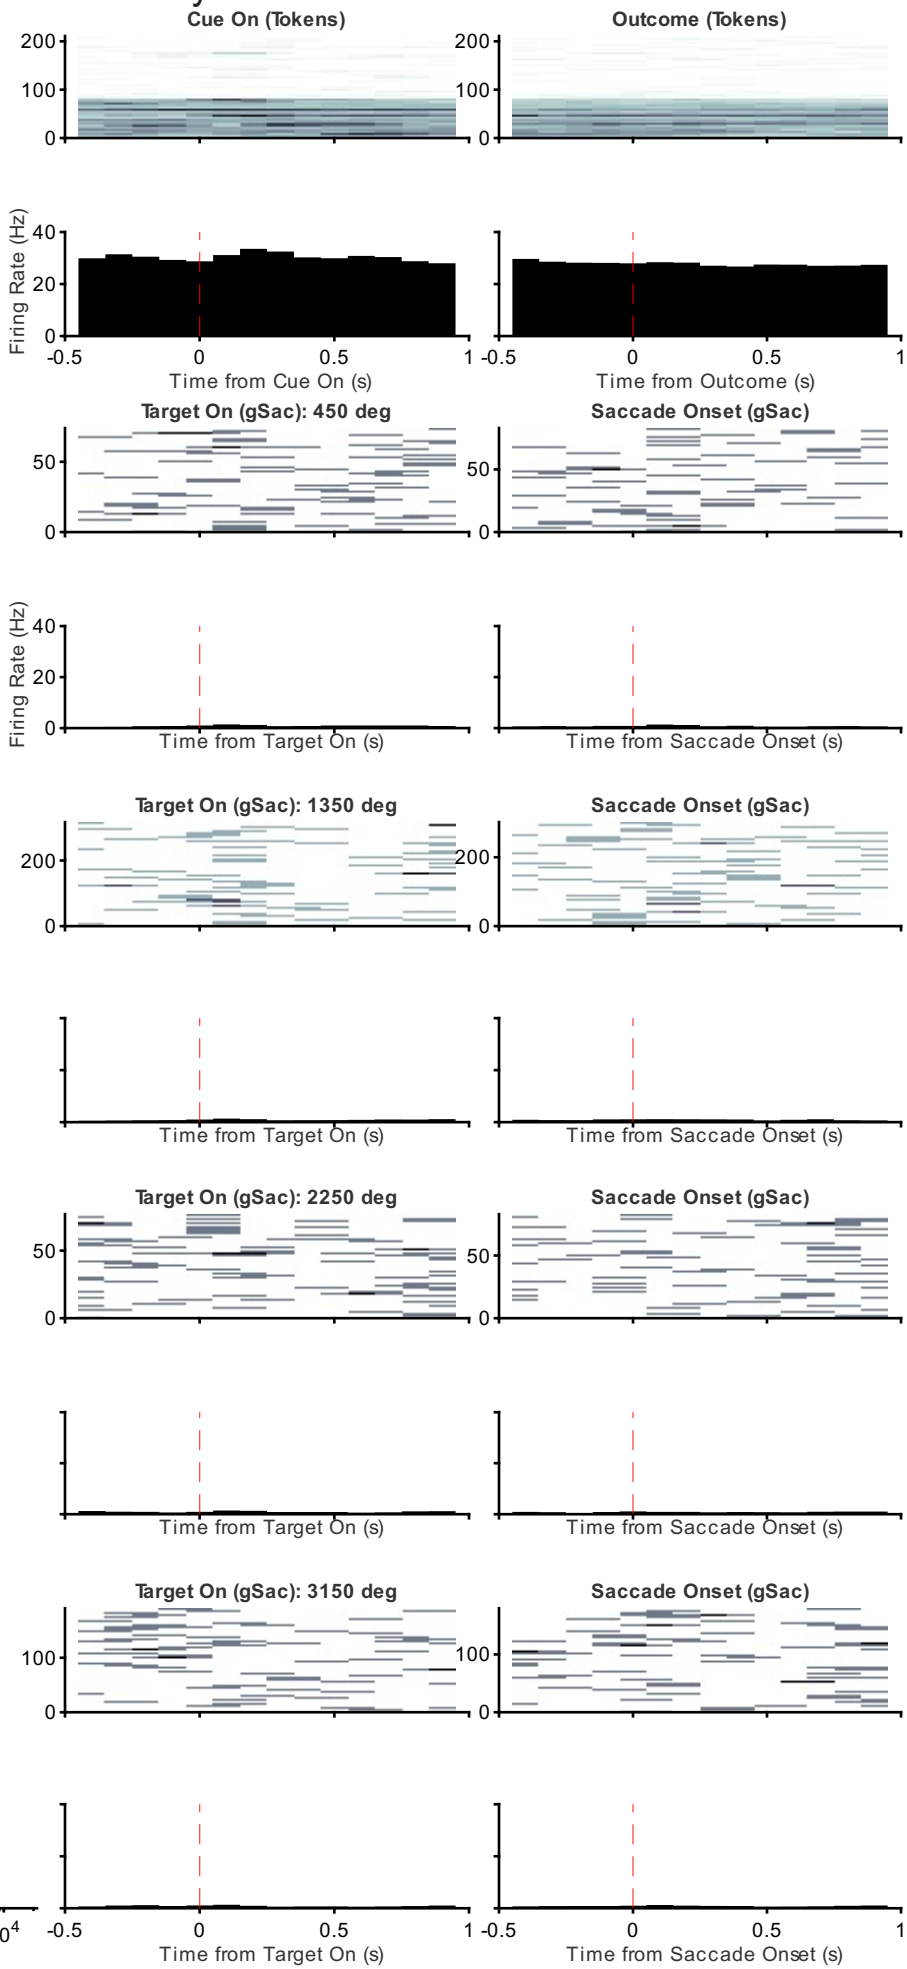 y
Cue On (Tokens) Outcome (Tokens)
200 200
100 100
0 0
Firing Rate (Hz)
40
20
0
-0.5 0 0.5 1 -0.5 0 0.5 1
Time from Cue On (s) Time from Outcome (s)
Target On (gSac): 450 deg Saccade Onset (gSac)
50 50
0 0
Firing Rate (Hz)
40
20
0
Time from Target On (s) Time from Saccade Onset (s)
Target On (gSac): 1350 deg Saccade Onset (gSac)
200 200
0 0
Time from Target On (s) Time from Saccade Onset (s)
Target On (gSac): 2250 deg Saccade Onset (gSac)
50 50
0 0
Time from Target On (s) Time from Saccade Onset (s)
Target On (gSac): 3150 deg Saccade Onset (gSac)
100 100
0 0
0⁴ -0.5 0 0.5 1 -0.5 0 0.5 1
Time from Target On (s) Time from Saccade Onset (s)